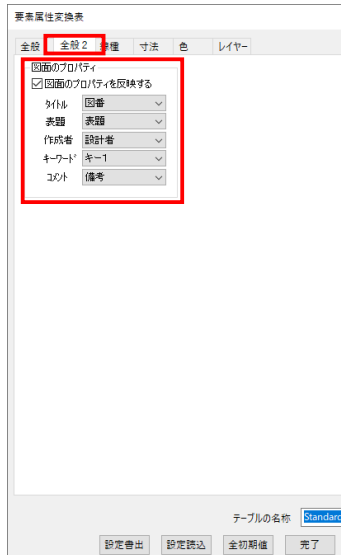 要素属性変換表
全般 全般２ 線種 寸法 色 レイヤー
図面のプロパティ
図面のプロパティを反映する
タイトル 図番
表題 表題
作成者 設計者
キーワード キー1
コメント 備考
テーブルの名称 Standard
設定書出 設定読込 全初期値 完了